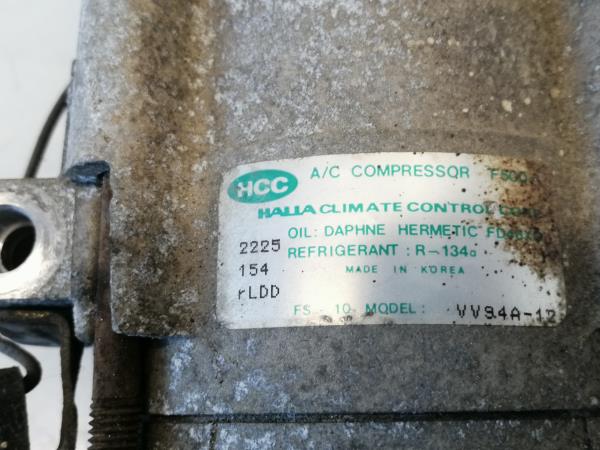 HCC A/C COMPRESSOR
HALLA CLIMATE CONTROL
OIL: DAPHNE HERMETIC
2225 REFRIGERANT : R-134a
154 MADE IN KOREA
rLDD
FS - 10 MODEL: VV94A-12